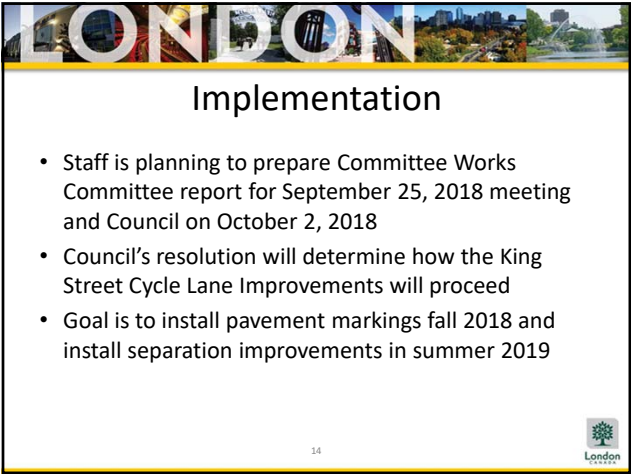 LONDON
Implementation
• Staff is planning to prepare Committee Works
Committee report for September 25, 2018 meeting
and Council on October 2, 2018
• Council’s resolution will determine how the King
Street Cycle Lane Improvements will proceed
• Goal is to install pavement markings fall 2018 and
install separation improvements in summer 2019
14
London
CANADA